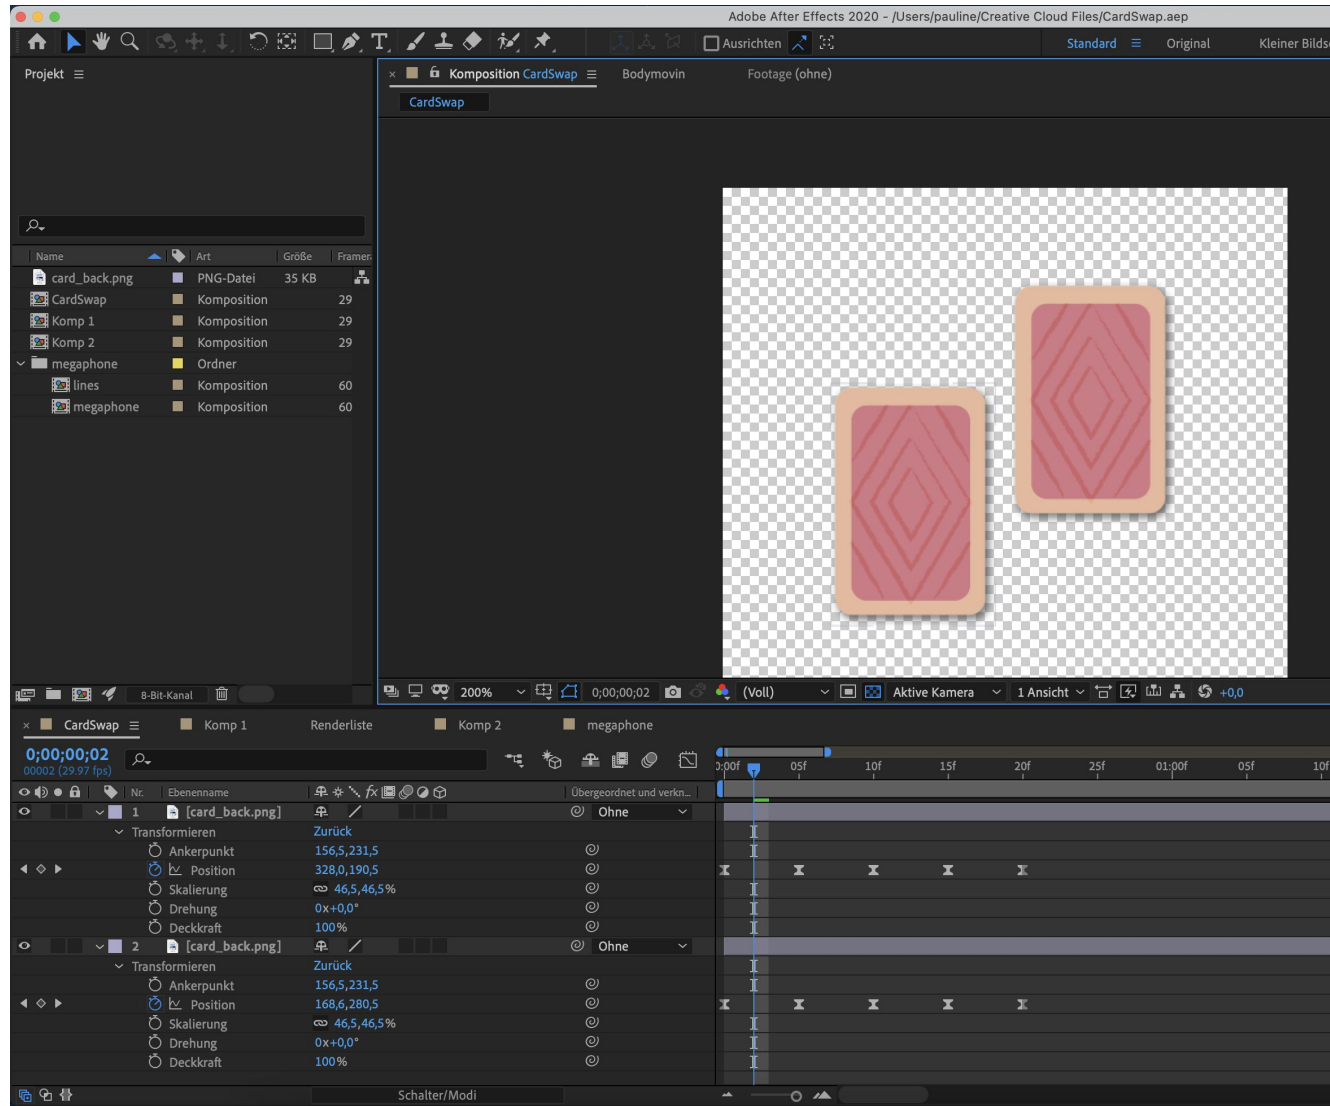 Adobe After Effects 2020 - /Users/pauline/Creative Cloud Files/CardSwap.aep
Ausrichten Standard Original Kleiner Bilds
Projekt
Komposition CardSwap Bodymovin Footage (ohne)
CardSwap
Name Art Größe Framer
card_back.png PNG-Datei 35 KB
CardSwap Komposition 29
Komp 1 Komposition 29
Komp 2 Komposition 29
megaphone Ordner
lines Komposition 60
megaphone Komposition 60
8-Bit-Kanal
200% 0;00;00;02 (Voll) Aktive Kamera 1 Ansicht +0,0
CardSwap Komp 1 Renderliste Komp 2 megaphone
0;00;00;02
00002 (29.97 fps)
0:00f 05f 10f 15f 20f 25f 01:00f 05f 10f
Nr. Ebenenname Übergeordnet und verkn...
1 [card_back.png] Ohne
Transformieren Zurück
Ankerpunkt 156,5,231,5
Position 328,0,190,5
Skalierung 46,5,46,5%
Drehung 0x+0,0°
Deckkraft 100%
2 [card_back.png] Ohne
Transformieren Zurück
Ankerpunkt 156,5,231,5
Position 168,6,280,5
Skalierung 46,5,46,5%
Drehung 0x+0,0°
Deckkraft 100%
Schalter/Modi